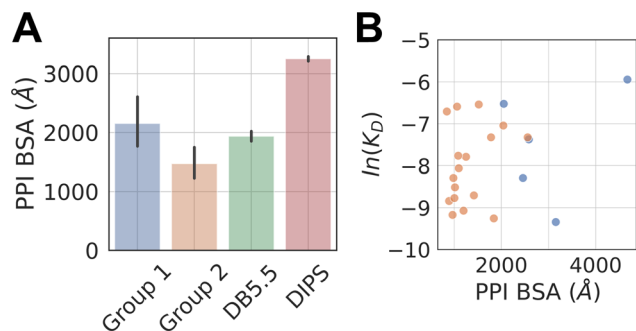 A
PPI BSA (Å)
3000
2000
1000
0
Group 1
Group 2
DB5.5
DIPS
B
ln(K_D)
−5
−6
−7
−8
−9
−10
2000
4000
PPI BSA (Å)